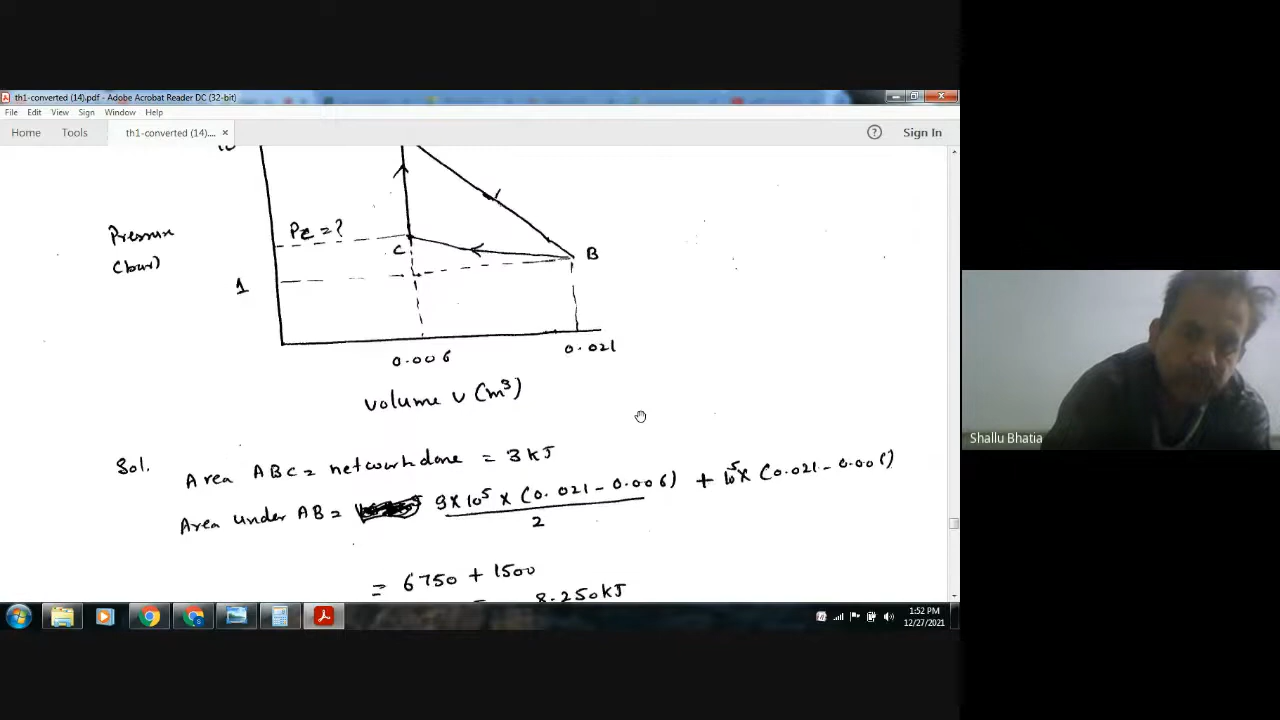 th1-converted (14).pdf - Adobe Acrobat Reader DC (32-bit)
File Edit View Sign Window Help
Home Tools th1-converted (14).... x ? Sign In
Pc = ?
Pressure
(bar)
C
B
1
0.006
0.021
volume v (m³)
Shallu Bhatia
Sol. Area ABC = net work done = 3 kJ
Area under AB = 9 × 10⁵ × (0.021 - 0.006) / 2 + 10⁵ × (0.021 - 0.006)
= 6750 + 1500
= 8.250 kJ
1:52 PM
12/27/2021